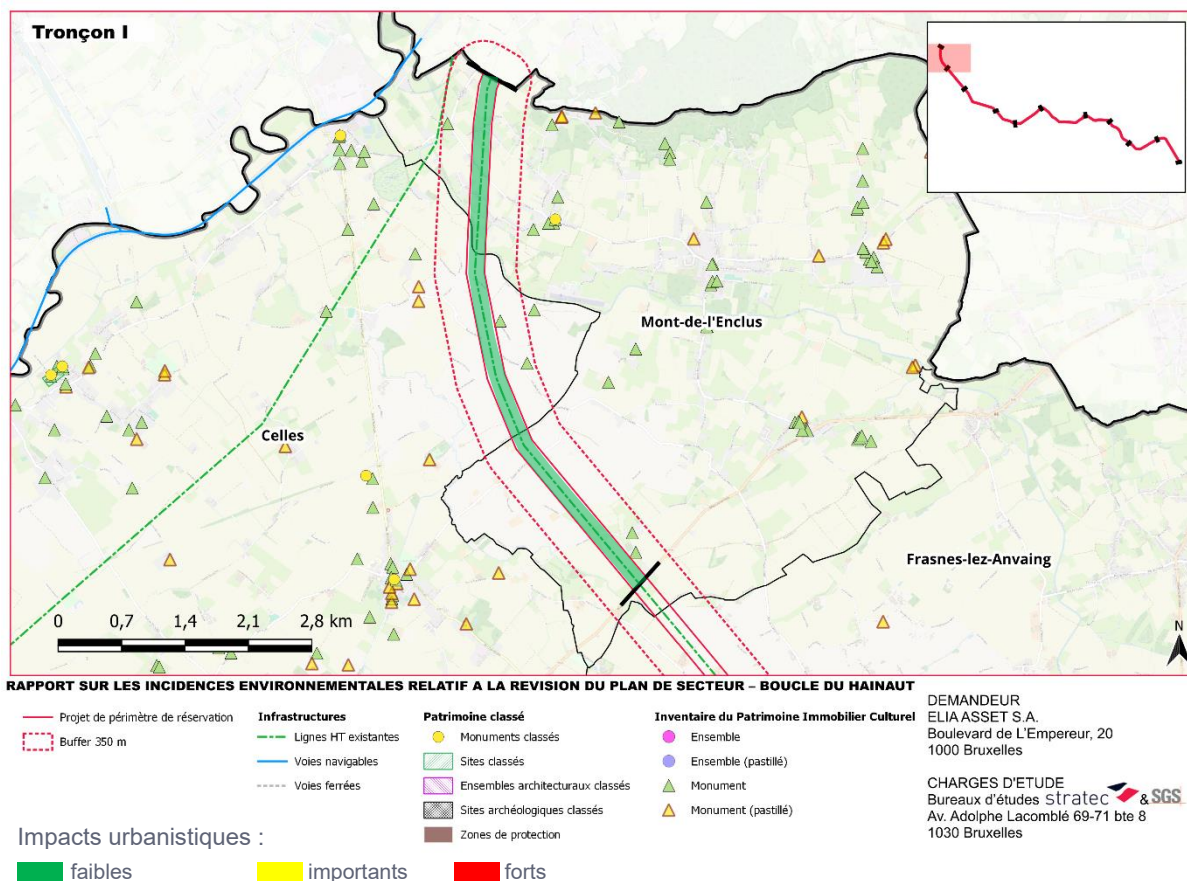 Tronçon I
Mont-de-l'Enclus
Celles
Frasnes-lez-Anvaing
0 0,7 1,4 2,1 2,8 km
N
RAPPORT SUR LES INCIDENCES ENVIRONNEMENTALES RELATIF A LA REVISION DU PLAN DE SECTEUR – BOUCLE DU HAINAUT
Projet de périmètre de réservation
Buffer 350 m
Infrastructures
Lignes HT existantes
Voies navigables
Voies ferrées
Patrimoine classé
Monuments classés
Sites classés
Ensembles architecturaux classés
Sites archéologiques classés
Zones de protection
Inventaire du Patrimoine Immobilier Culturel
Ensemble
Ensemble (pastillé)
Monument
Monument (pastillé)
DEMANDEUR
ELIA ASSET S.A.
Boulevard de L'Empereur, 20
1000 Bruxelles
CHARGES D'ETUDE
Bureaux d'études stratec & SGS
Av. Adolphe Lacomblé 69-71 bte 8
1030 Bruxelles
Impacts urbanistiques :
faibles
importants
forts